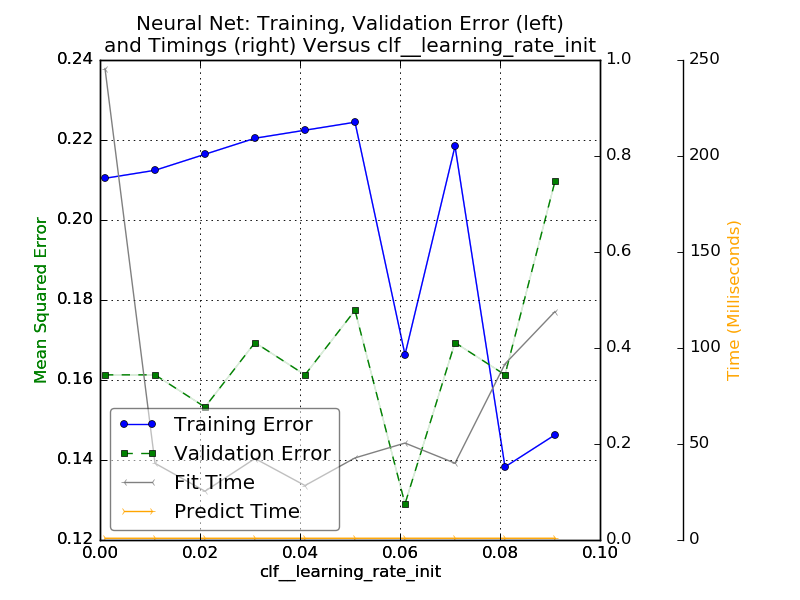 Neural Net: Training, Validation Error (left)
and Timings (right) Versus clf__learning_rate_init
0.24
0.22
0.20
0.18
0.16
0.14
0.12
Mean Squared Error
1.0
0.8
0.6
0.4
0.2
0.0
250
200
150
100
50
0
Time (Milliseconds)
Training Error
Validation Error
Fit Time
Predict Time
0.00 0.02 0.04 0.06 0.08 0.10
clf__learning_rate_init